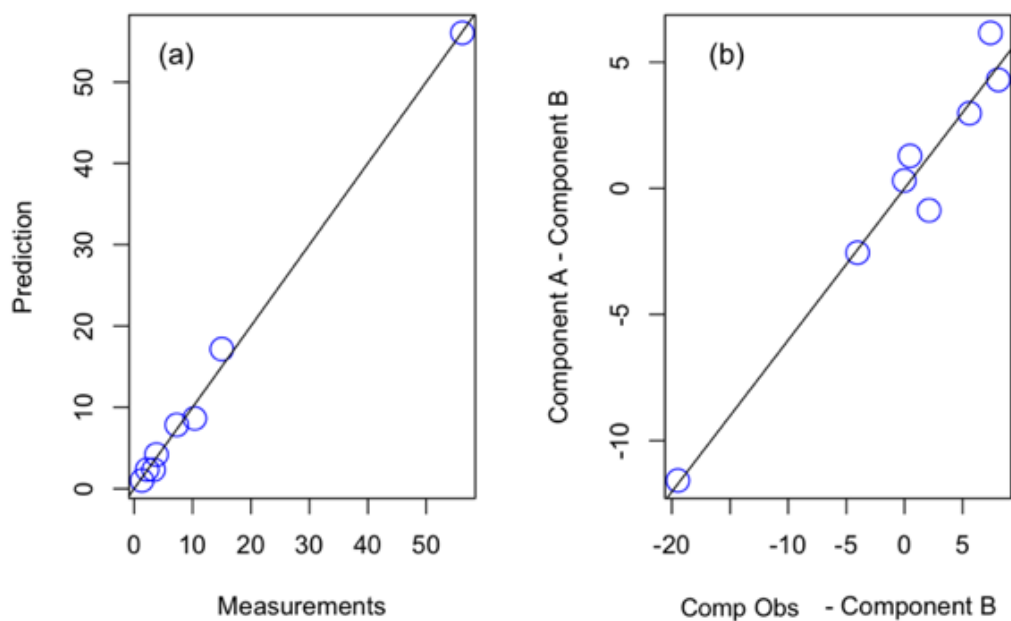 (a)
Prediction
0
10
20
30
40
50
0 10 20 30 40 50
Measurements
(b)
Component A - Component B
-10
-5
0
5
-20 -10 -5 0 5
Comp Obs - Component B